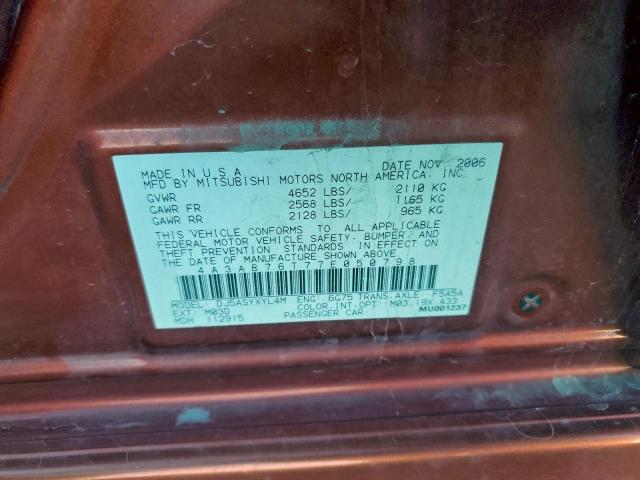 MADE IN U.S.A. DATE NOV 2006
MFD BY MITSUBISHI MOTORS NORTH AMERICA, INC.
GVWR 4652 LBS/ 2110 KG
GAWR FR. 2568 LBS/ 1165 KG
GAWR RR 2128 LBS/ 965 KG
THIS VEHICLE CONFORMS TO ALL APPLICABLE
FEDERAL MOTOR VEHICLE SAFETY, BUMPER, AND
THEFT PREVENTION STANDARDS IN EFFECT ON
THE DATE OF MANUFACTURE SHOWN ABOVE.
4A3AB76T77E050798
MODEL DJ5ASYXYL4M ENG: 6G75 TRANS.AXLE F5A5A
EXT M03D COLOR.INT.OPT: M03.19X.A33
MDH 112915 PASSENGER CAR MU001237